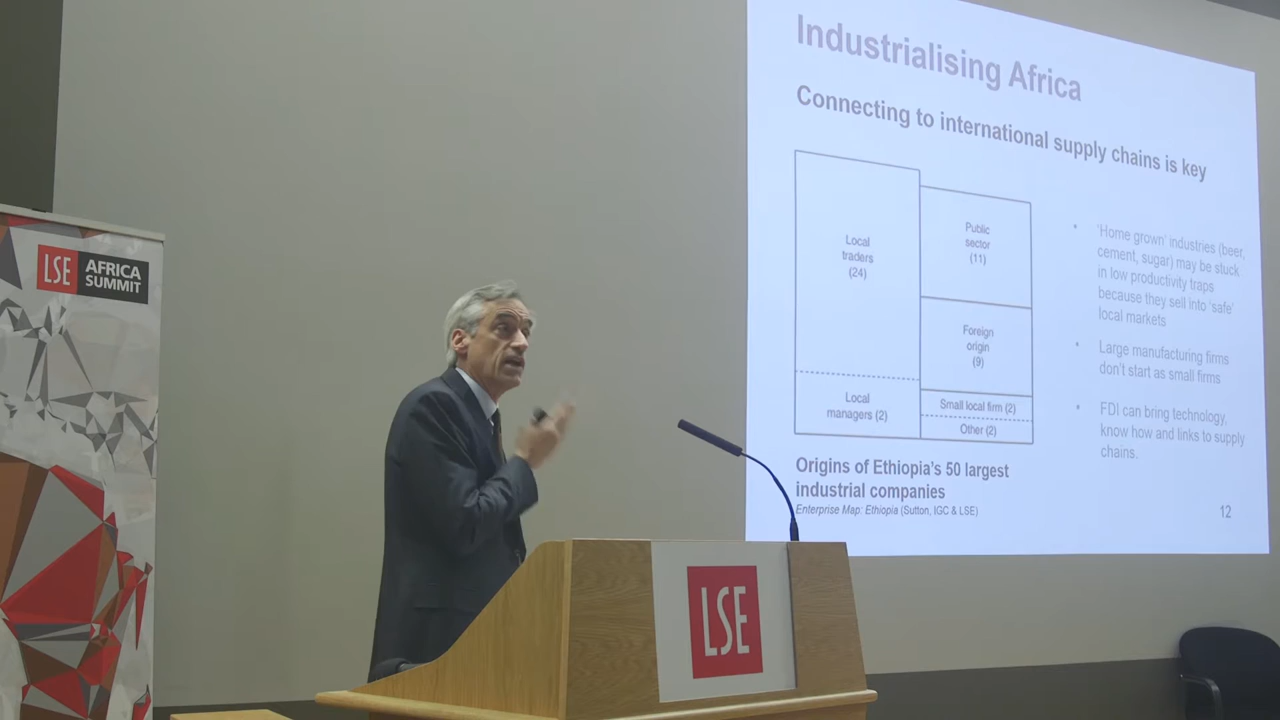 LSE
AFRICA
SUMMIT
Industrialising Africa
Connecting to international supply chains is key
Local
traders
(24)
Local
managers (2)
Public
sector
(11)
Foreign
origin
(9)
Small local firm (2)
Other (2)
Origins of Ethiopia's 50 largest
industrial companies
Enterprise Map: Ethiopia (Sutton, IGC & LSE)
• 'Home grown' industries (beer,
cement, sugar) may be stuck
in low productivity traps
because they sell into 'safe'
local markets
• Large manufacturing firms
don't start as small firms
• FDI can bring technology,
know how and links to supply
chains.
12
LSE